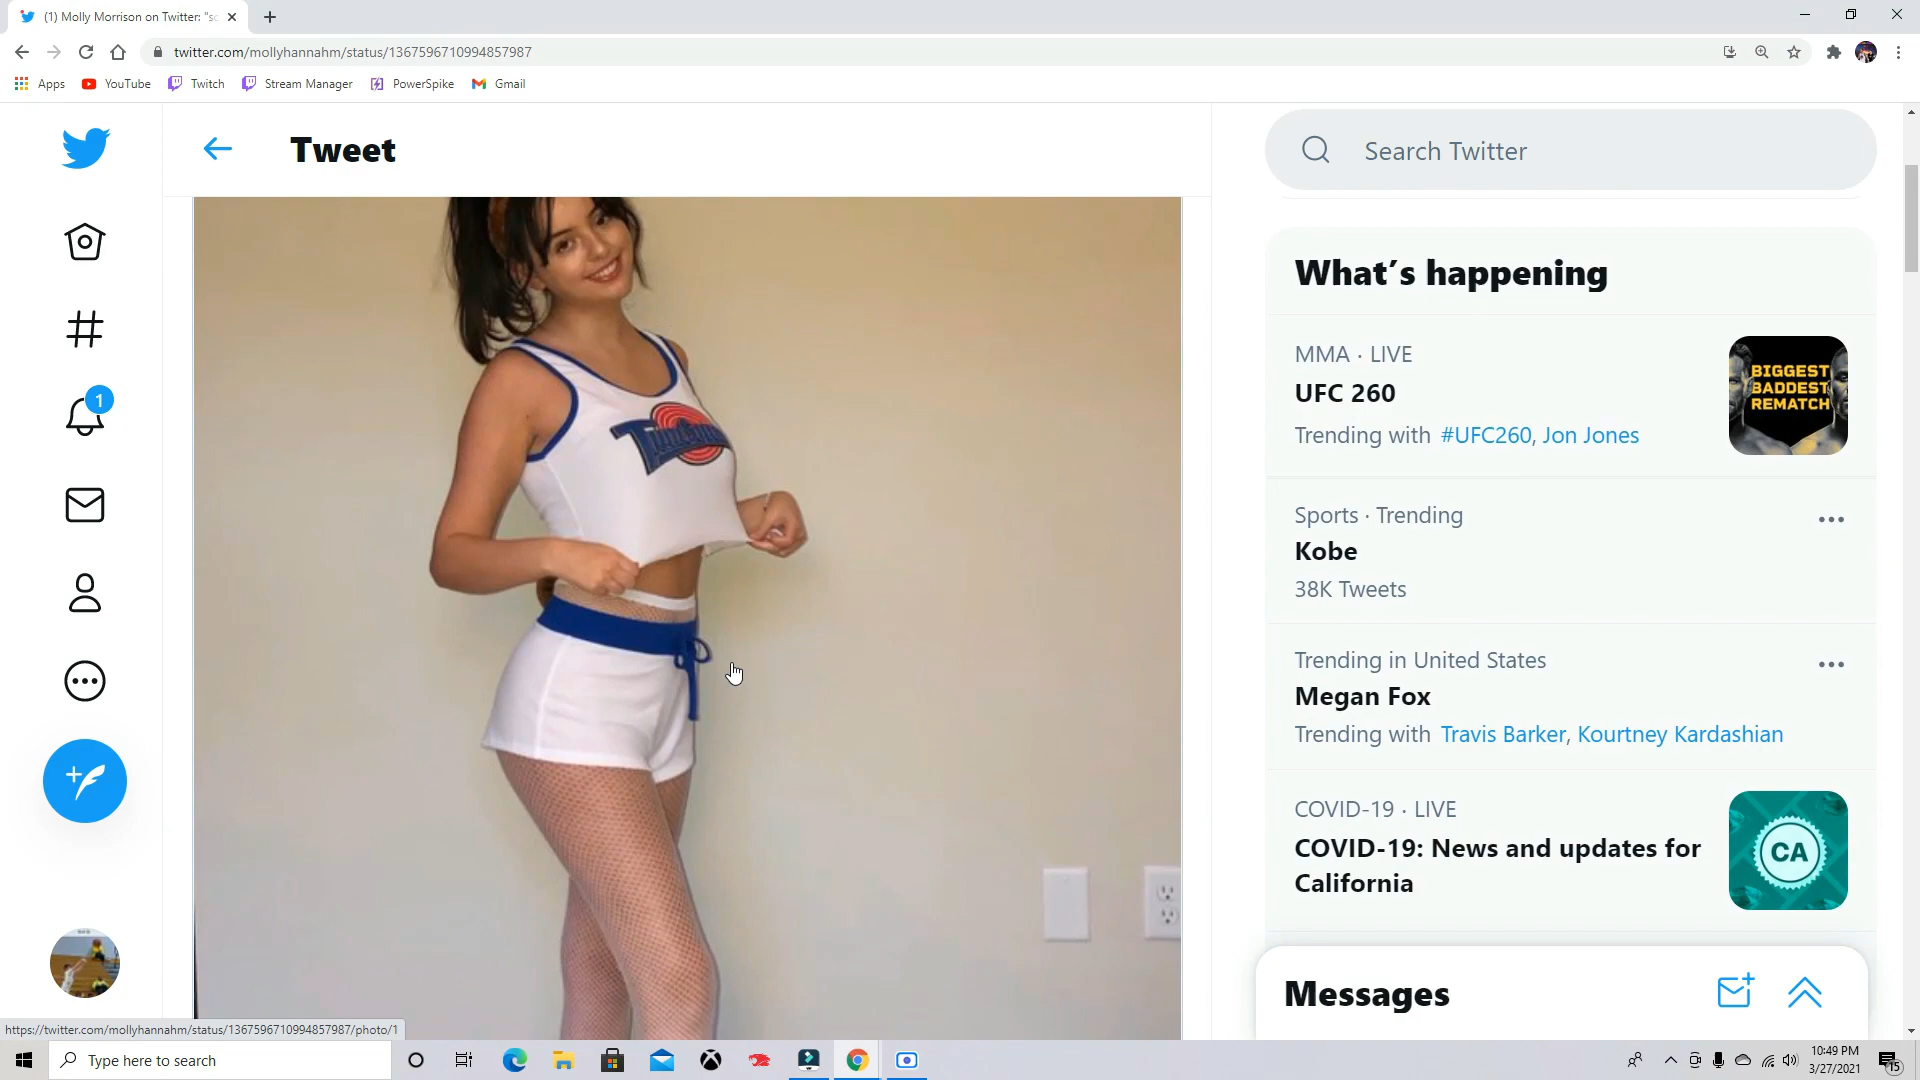 (1) Molly Morrison on Twitter: "sc
twitter.com/mollyhannahm/status/1367596710994857987
Apps YouTube Twitch Stream Manager PowerSpike Gmail
Tweet
Search Twitter
1
What's happening
MMA · LIVE
UFC 260
Trending with #UFC260, Jon Jones
BIGGEST
BADDEST
REMATCH
Sports · Trending
Kobe
38K Tweets
Trending in United States
Megan Fox
Trending with Travis Barker, Kourtney Kardashian
COVID-19 · LIVE
COVID-19: News and updates for
California
CA
Messages
https://twitter.com/mollyhannahm/status/1367596710994857987/photo/1
Type here to search
10:49 PM
3/27/2021
15